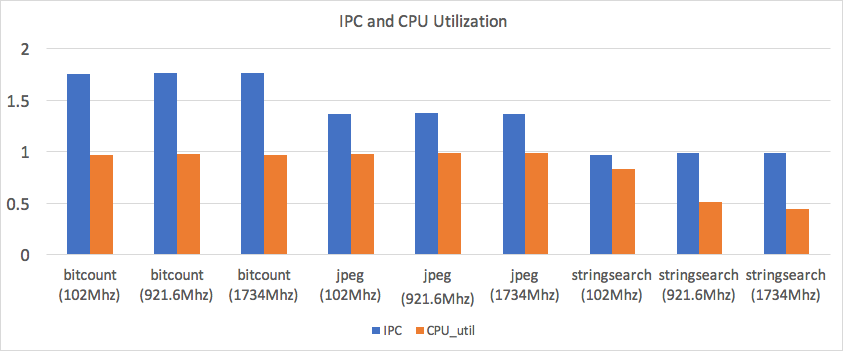 IPC and CPU Utilization
2
1.5
1
0.5
0
bitcount bitcount bitcount jpeg jpeg jpeg stringsearch stringsearch stringsearch
(102Mhz) (921.6Mhz) (1734Mhz) (102Mhz) (921.6Mhz) (1734Mhz) (102Mhz) (921.6Mhz) (1734Mhz)
IPC CPU_util